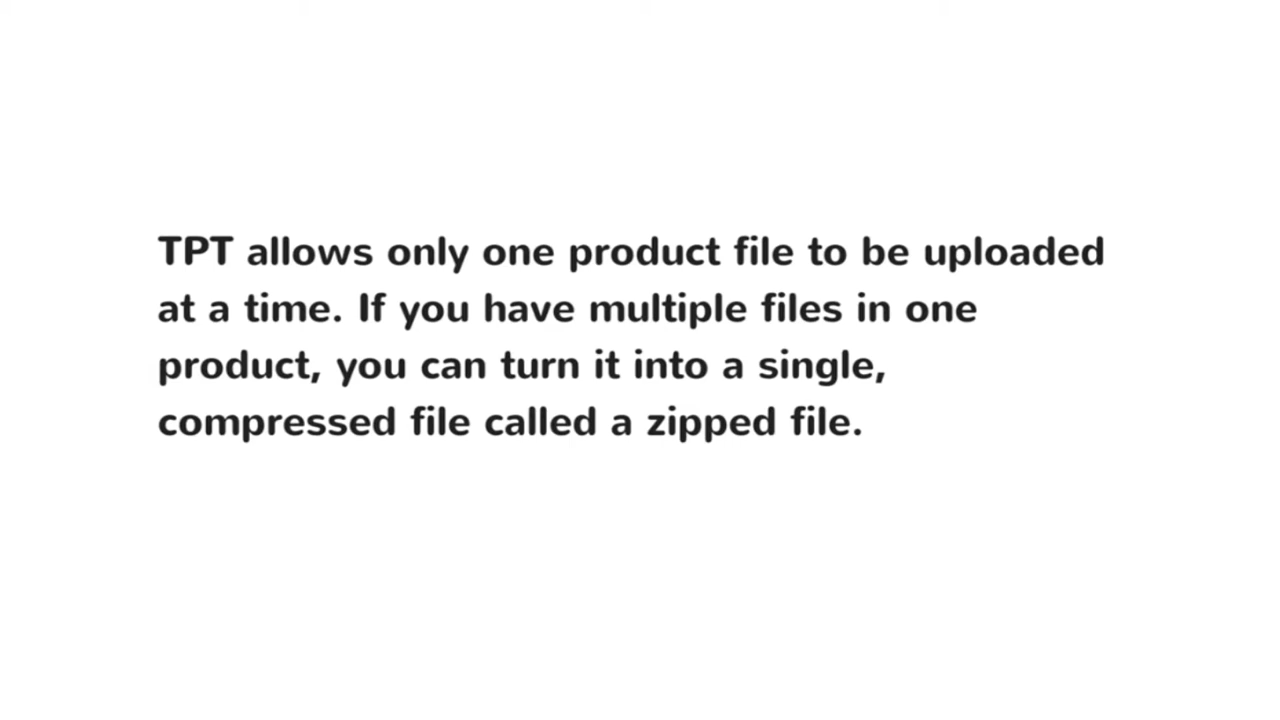 TPT allows only one product file to be uploaded
at a time. If you have multiple files in one
product, you can turn it into a single,
compressed file called a zipped file.